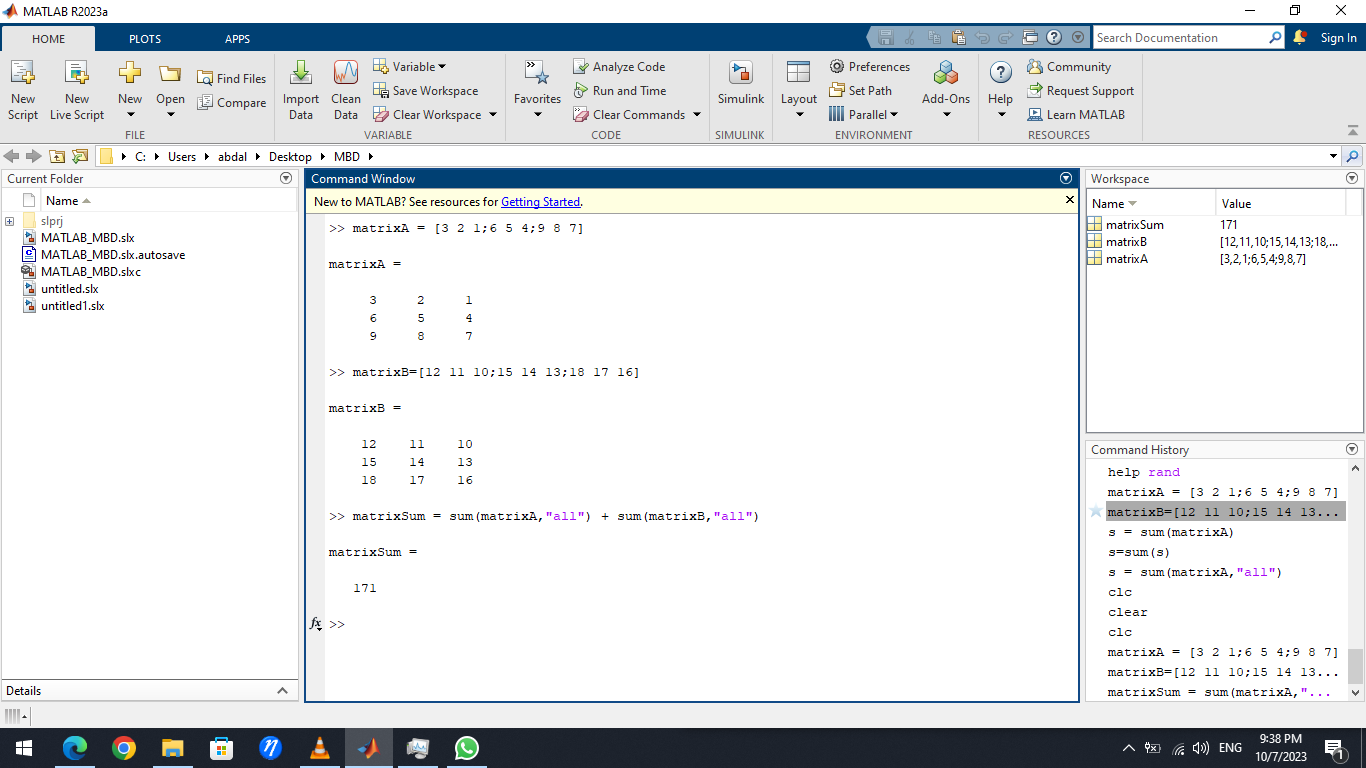 MATLAB R2023a
HOME PLOTS APPS
Search Documentation
Sign In
New Script
New Live Script
New
Open
Find Files
Compare
Import Data
Clean Data
Variable
Save Workspace
Clear Workspace
Favorites
Analyze Code
Run and Time
Clear Commands
Simulink
Layout
Preferences
Set Path
Parallel
Add-Ons
Help
Community
Request Support
Learn MATLAB
FILE VARIABLE CODE SIMULINK ENVIRONMENT RESOURCES
C: Users abdal Desktop MBD
Current Folder
Name
slprj
MATLAB_MBD.slx
MATLAB_MBD.slx.autosave
MATLAB_MBD.slxc
untitled.slx
untitled1.slx
Details
Command Window
New to MATLAB? See resources for Getting Started.
>> matrixA = [3 2 1;6 5 4;9 8 7]
matrixA =
3 2 1
6 5 4
9 8 7
>> matrixB=[12 11 10;15 14 13;18 17 16]
matrixB =
12 11 10
15 14 13
18 17 16
>> matrixSum = sum(matrixA,"all") + sum(matrixB,"all")
matrixSum =
171
fx >>
Workspace
Name Value
matrixSum 171
matrixB [12,11,10;15,14,13;18,...
matrixA [3,2,1;6,5,4;9,8,7]
Command History
help rand
matrixA = [3 2 1;6 5 4;9 8 7]
matrixB=[12 11 10;15 14 13...
s = sum(matrixA)
s=sum(s)
s = sum(matrixA,"all")
clc
clear
clc
matrixA = [3 2 1;6 5 4;9 8 7]
matrixB=[12 11 10;15 14 13...
matrixSum = sum(matrixA,"...
ENG
9:38 PM
10/7/2023
1